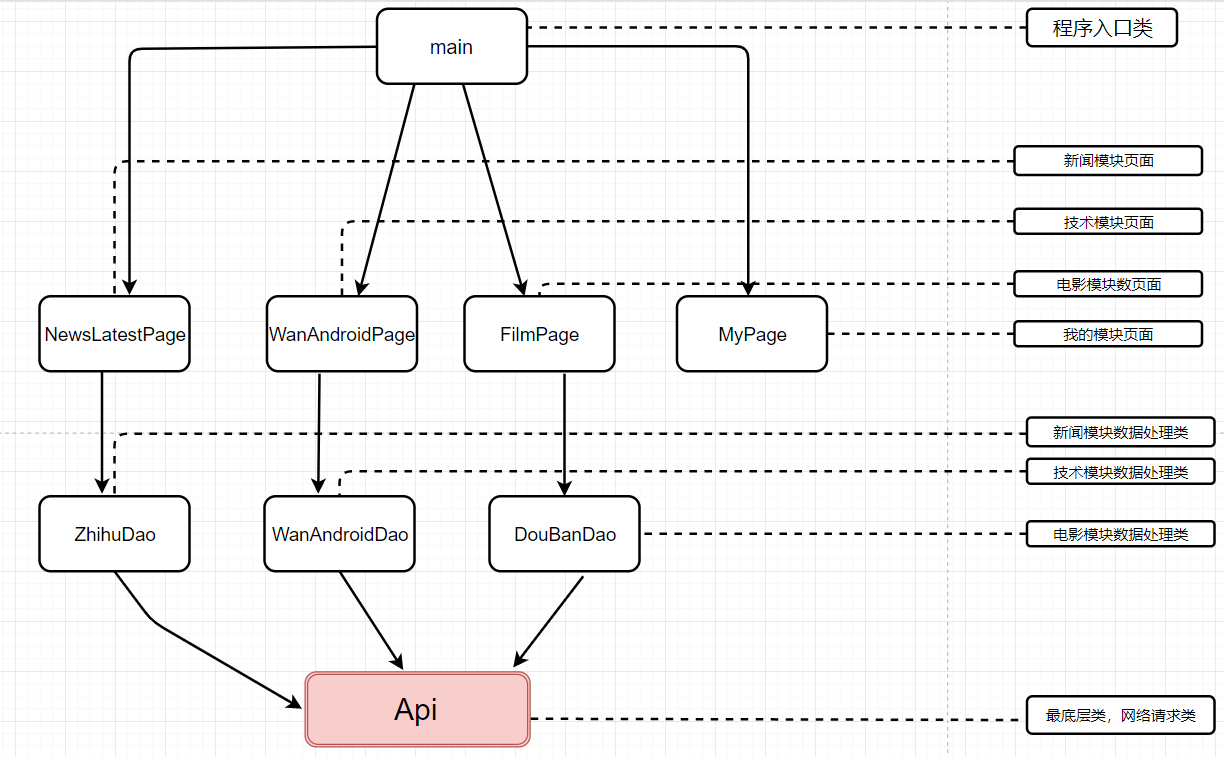 main
程序入口类
新闻模块页面
技术模块页面
电影模块数页面
NewsLatestPage
WanAndroidPage
FilmPage
MyPage
我的模块页面
新闻模块数据处理类
技术模块数据处理类
ZhihuDao
WanAndroidDao
DouBanDao
电影模块数据处理类
Api
最底层类，网络请求类